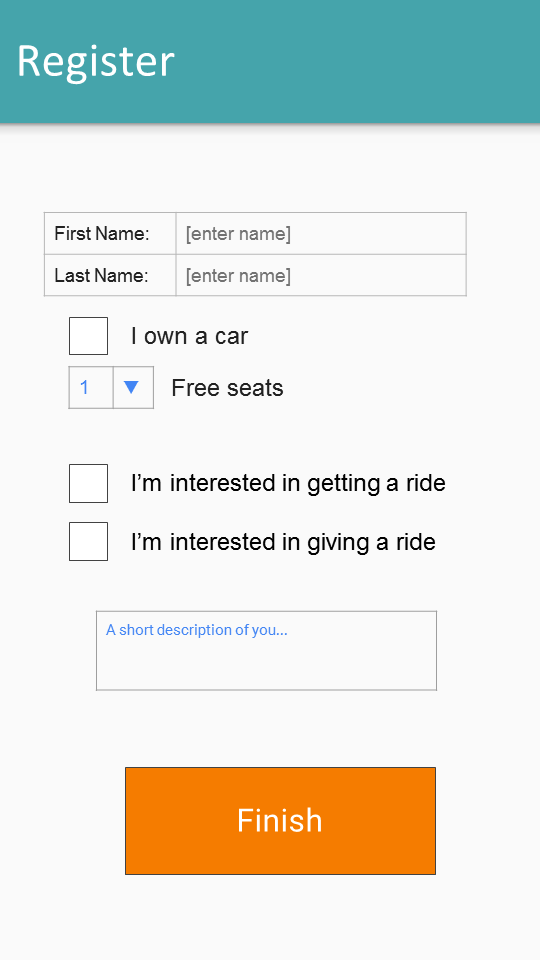 Register
First Name: [enter name]
Last Name: [enter name]
I own a car
1 Free seats
I’m interested in getting a ride
I’m interested in giving a ride
A short description of you...
Finish